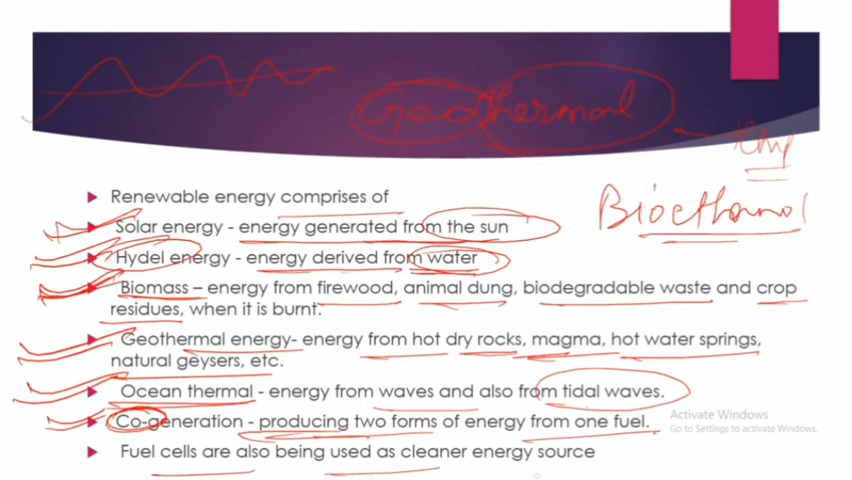 Geothermal
Bioethanol
Renewable energy comprises of
Solar energy - energy generated from the sun
Hydel energy - energy derived from water
Biomass – energy from firewood, animal dung, biodegradable waste and crop
residues, when it is burnt.
Geothermal energy- energy from hot dry rocks, magma, hot water springs,
natural geysers, etc.
Ocean thermal - energy from waves and also from tidal waves.
Co-generation - producing two forms of energy from one fuel.
Fuel cells are also being used as cleaner energy source
Activate Windows
Go to Settings to activate Windows.